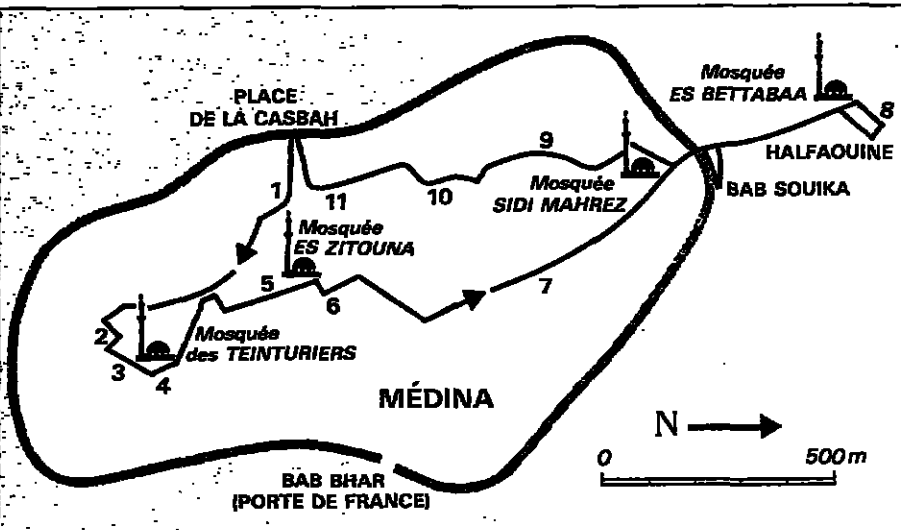 Mosquée
ES BETTABAA
8
HALFAOUINE
PLACE
DE LA CASBAH
9
BAB SOUIKA
1
11
10
Mosquée
SIDI MAHREZ
Mosquée
ES ZITOUNA
5
6
7
2
Mosquée
des TEINTURIERS
3
4
MÉDINA
N
0
500 m
BAB BHAR
(PORTE DE FRANCE)